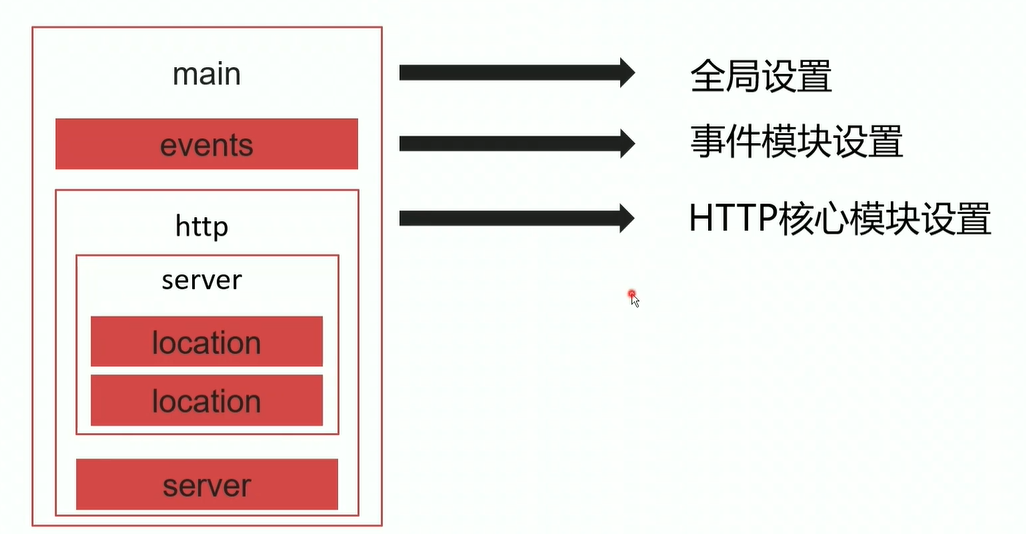 main
全局设置
events
事件模块设置
http
HTTP核心模块设置
server
location
location
server